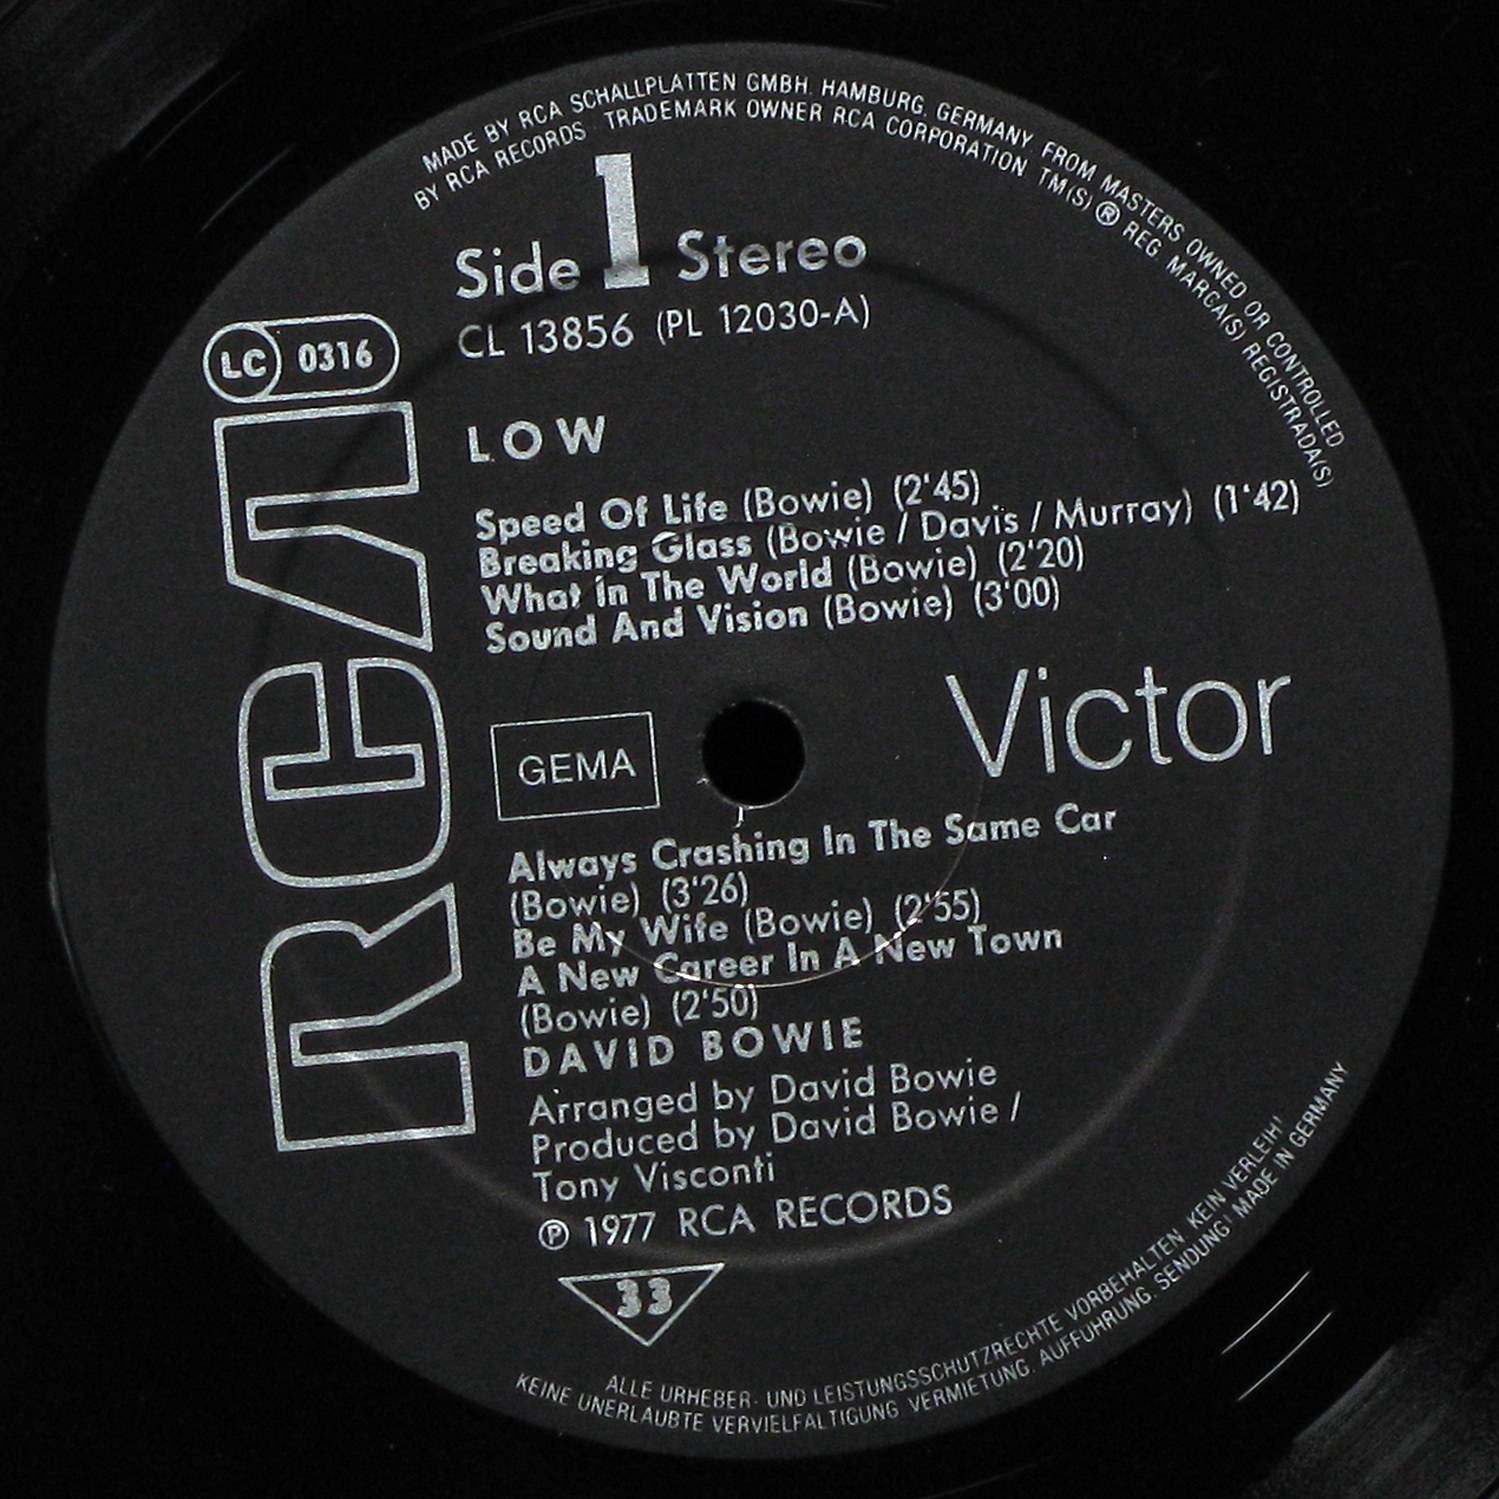 MADE BY RCA SCHALLPLATTEN GMBH. HAMBURG, GERMANY FROM MASTERS OWNED OR CONTROLLED
BY RCA RECORDS TRADEMARK OWNER RCA CORPORATION TM(S) ® REG. MARCA(S) REGISTRADA(S)
Side 1 Stereo
CL 13856 (PL 12030-A)
LC 0316
RCA
LOW
Speed Of Life (Bowie) (2'45)
Breaking Glass (Bowie / Davis / Murray) (1'42)
What In The World (Bowie) (2'20)
Sound And Vision (Bowie) (3'00)
Victor
GEMA
Always Crashing In The Same Car
(Bowie) (3'26)
Be My Wife (Bowie) (2'55)
A New Career In A New Town
(Bowie) (2'50)
DAVID BOWIE
Arranged by David Bowie
Produced by David Bowie /
Tony Visconti
℗ 1977 RCA RECORDS
33
ALLE URHEBER- UND LEISTUNGSSCHUTZRECHTE VORBEHALTEN. KEIN VERLEIH!
KEINE UNERLAUBTE VERVIELFÄLTIGUNG, VERMIETUNG, AUFFÜHRUNG, SENDUNG! MADE IN GERMANY